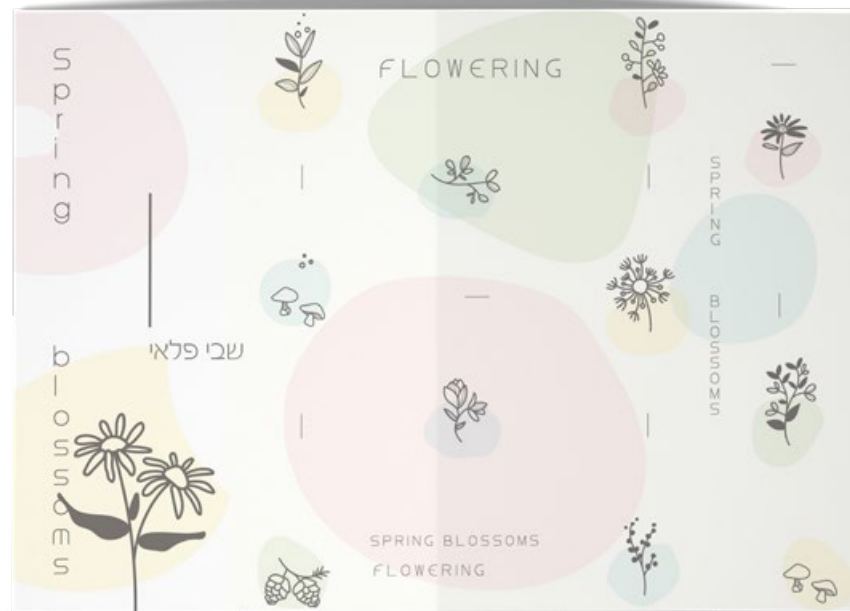 Spring
blossoms
שבי פלאי
FLOWERING
SPRING BLOSSOMS
FLOWERING
SPRING
BLOSSOMS